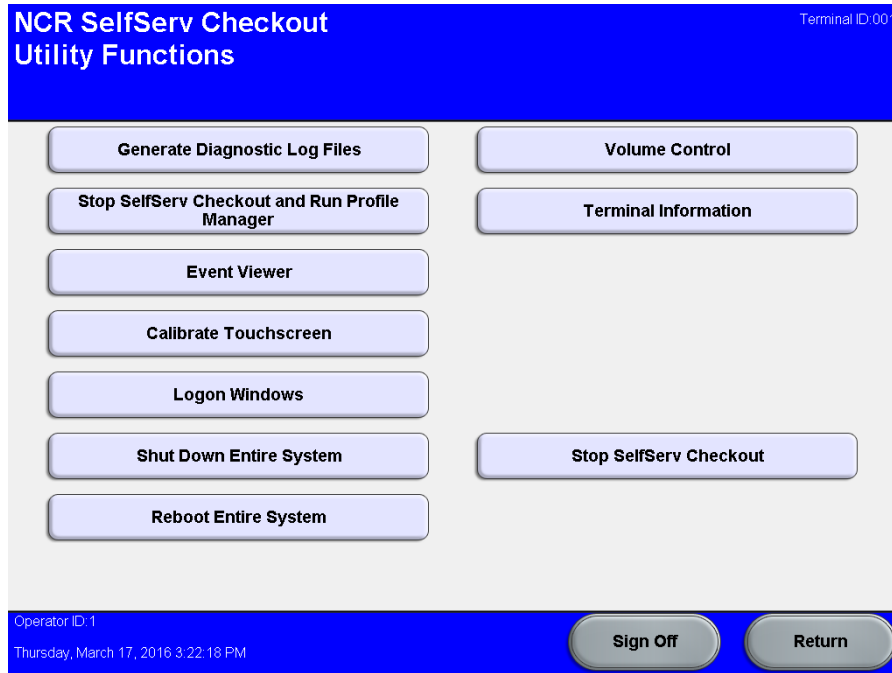 NCR SelfServ Checkout
Terminal ID:001
Utility Functions
Generate Diagnostic Log Files
Volume Control
Stop SelfServ Checkout and Run Profile
Manager
Terminal Information
Event Viewer
Calibrate Touchscreen
Logon Windows
Shut Down Entire System
Stop SelfServ Checkout
Reboot Entire System
Operator ID:1
Thursday, March 17, 2016 3:22:18 PM
Sign Off
Return